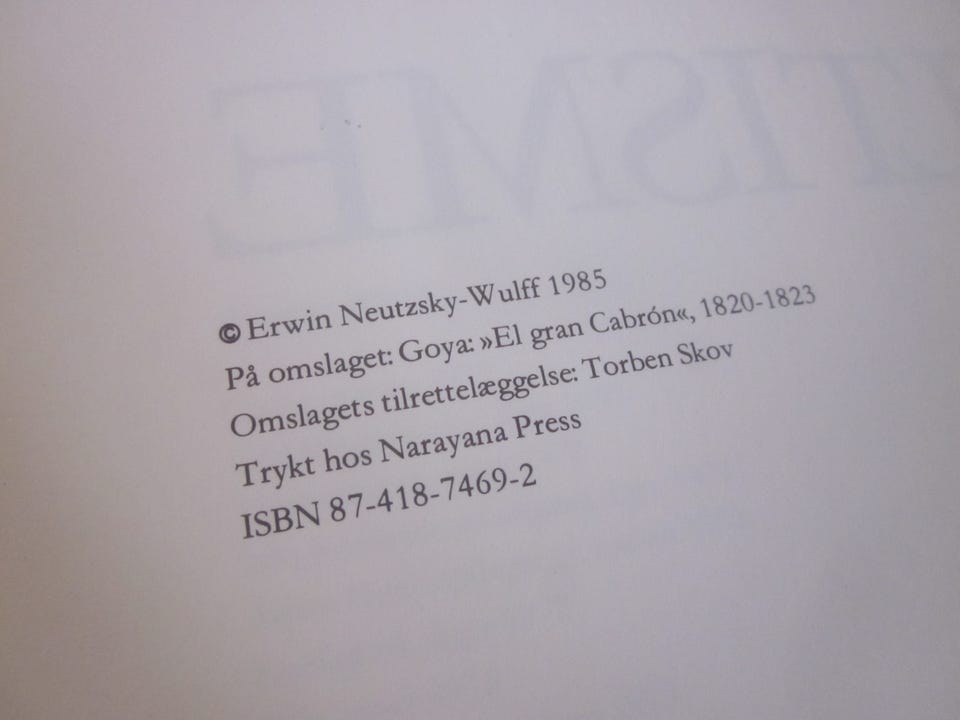 © Erwin Neutzsky-Wulff 1985
På omslaget: Goya: »El gran Cabrón«, 1820-1823
Omslagets tilrettelæggelse: Torben Skov
Trykt hos Narayana Press
ISBN 87-418-7469-2